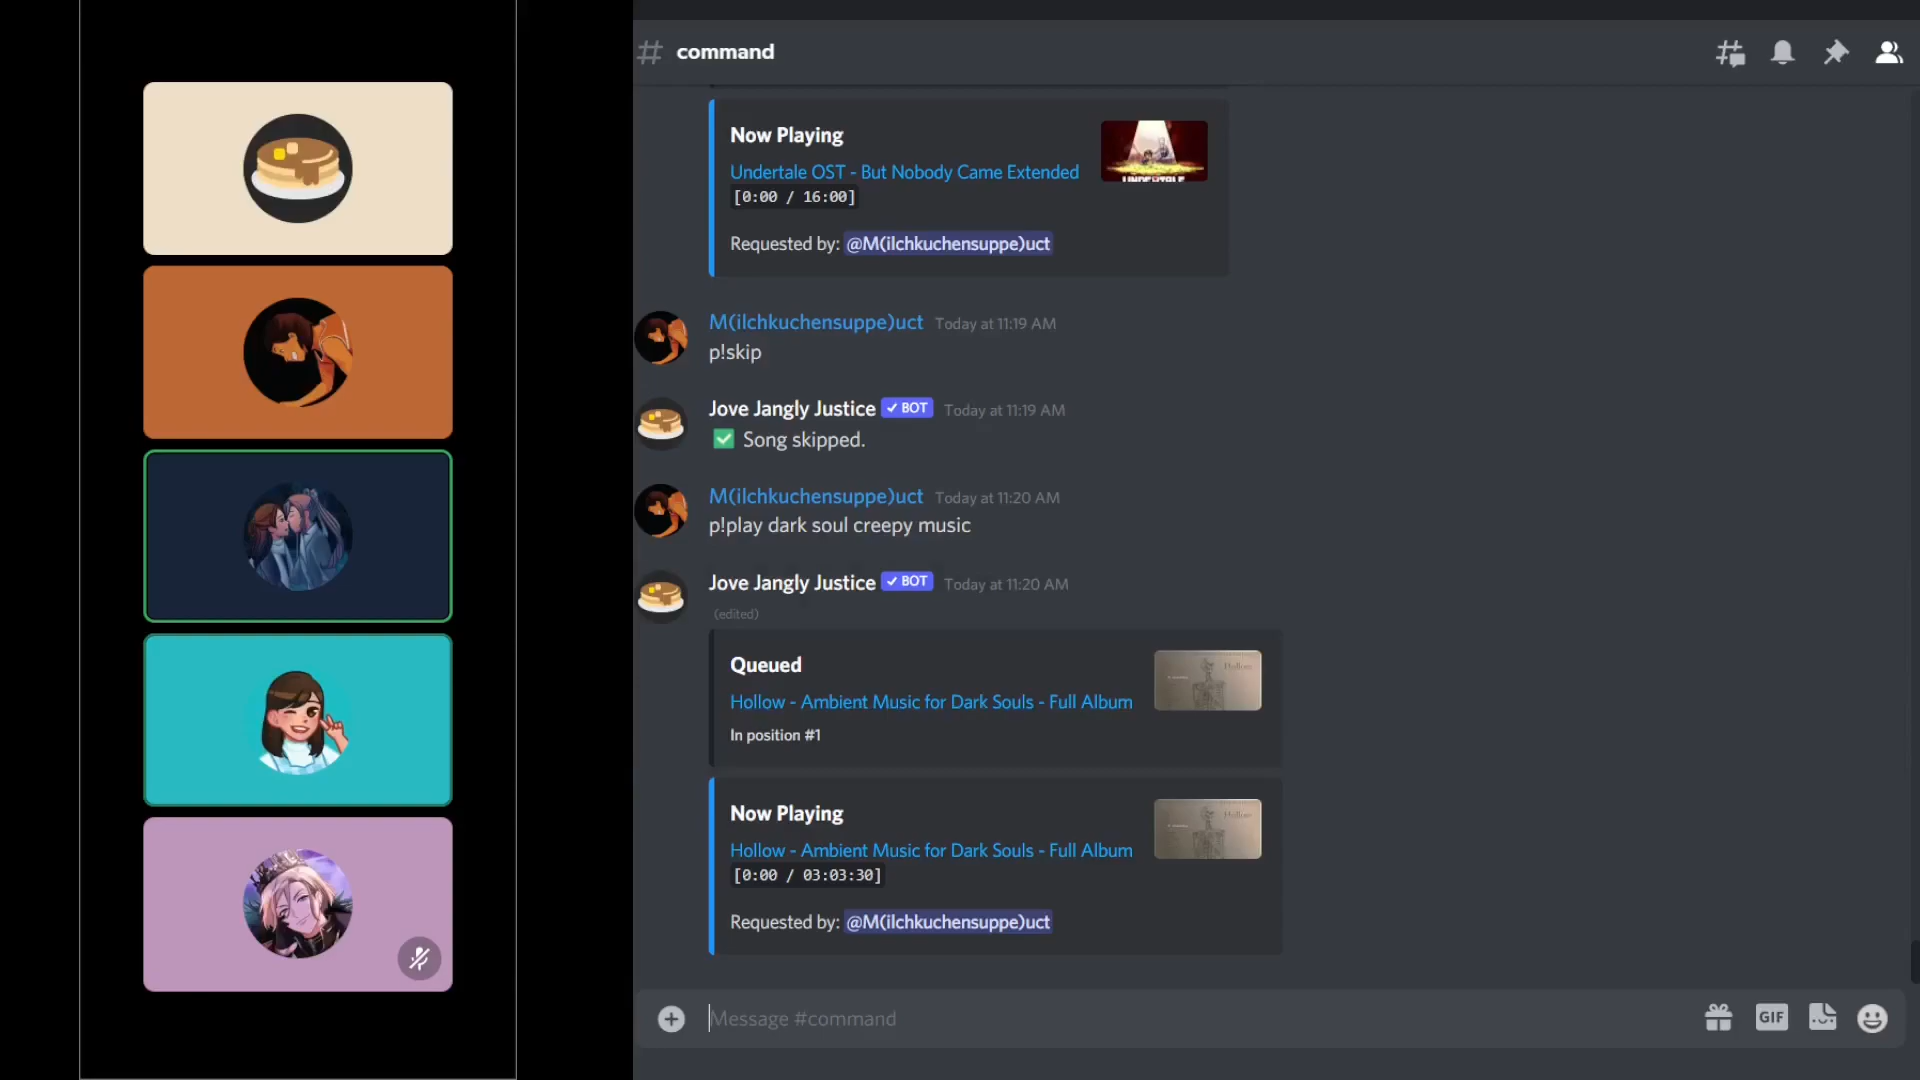 command
Now Playing
Undertale OST - But Nobody Came Extended
[0:00 / 16:00]
UNDERTALE
Requested by: @M(ilchkuchensuppe)uct
M(ilchkuchensuppe)uct Today at 11:19 AM
p!skip
Jove Jangly Justice BOT Today at 11:19 AM
Song skipped.
M(ilchkuchensuppe)uct Today at 11:20 AM
p!play dark soul creepy music
Jove Jangly Justice BOT Today at 11:20 AM
(edited)
Queued
Hollow
Hollow - Ambient Music for Dark Souls - Full Album
In position #1
Now Playing
Hollow
Hollow - Ambient Music for Dark Souls - Full Album
[0:00 / 03:03:30]
Requested by: @M(ilchkuchensuppe)uct
Message #command
GIF